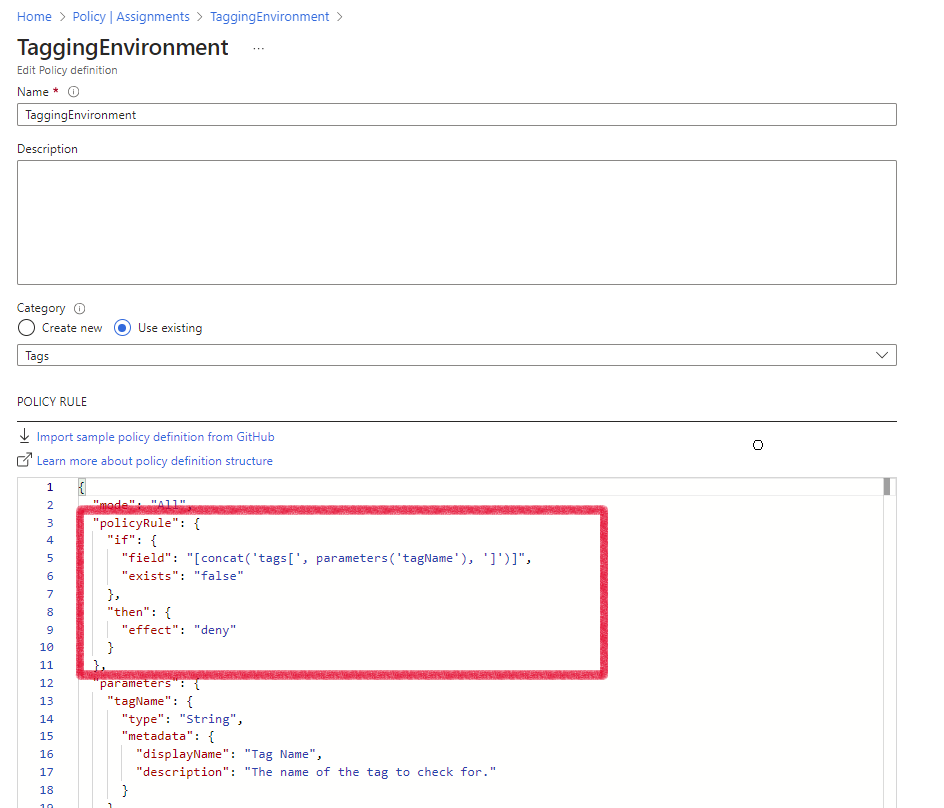 Home > Policy | Assignments > TaggingEnvironment >
TaggingEnvironment ...
Edit Policy definition
Name *
TaggingEnvironment
Description
Category
Create new Use existing
Tags
POLICY RULE
Import sample policy definition from GitHub
Learn more about policy definition structure
1 {
2 "mode": "All",
3 "policyRule": {
4 "if": {
5 "field": "[concat('tags[', parameters('tagName'), ']')]",
6 "exists": "false"
7 },
8 "then": {
9 "effect": "deny"
10 }
11 },
12 "parameters": {
13 "tagName": {
14 "type": "String",
15 "metadata": {
16 "displayName": "Tag Name",
17 "description": "The name of the tag to check for."
18 }
19 }